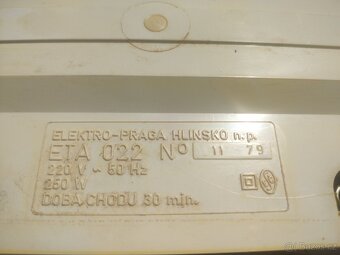 ELEKTRO-PRAGA HLINSKO n.p.
ETA 022 Nº 11 79
220 V ~ 50 Hz
250 W
DOBA CHODU 30 min.